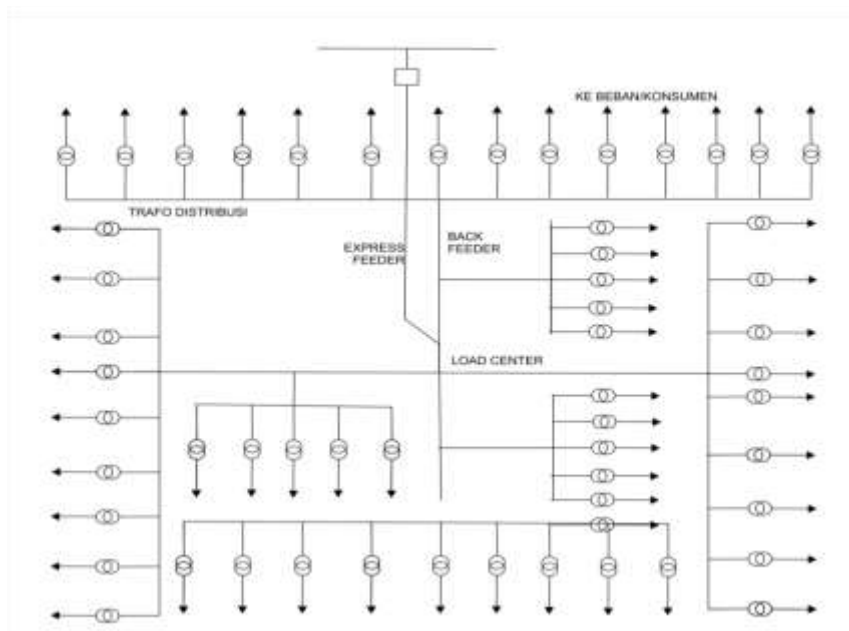 KE BEBAN/KONSUMEN
TRAFO DISTRIBUSI
EXPRESS
FEEDER
BACK
FEEDER
LOAD CENTER